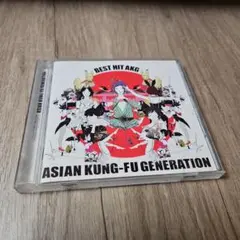 BEST HIT AKG
ASIAN KUNG-FU GENERATION
ASIAN KUNG-FU GENERATION